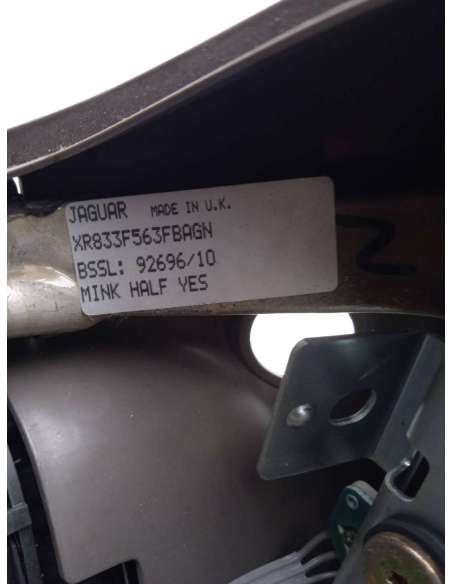 JAGUAR MADE IN U.K.
XR833F563FBAGN
BSSL: 92696/10
MINK HALF YES